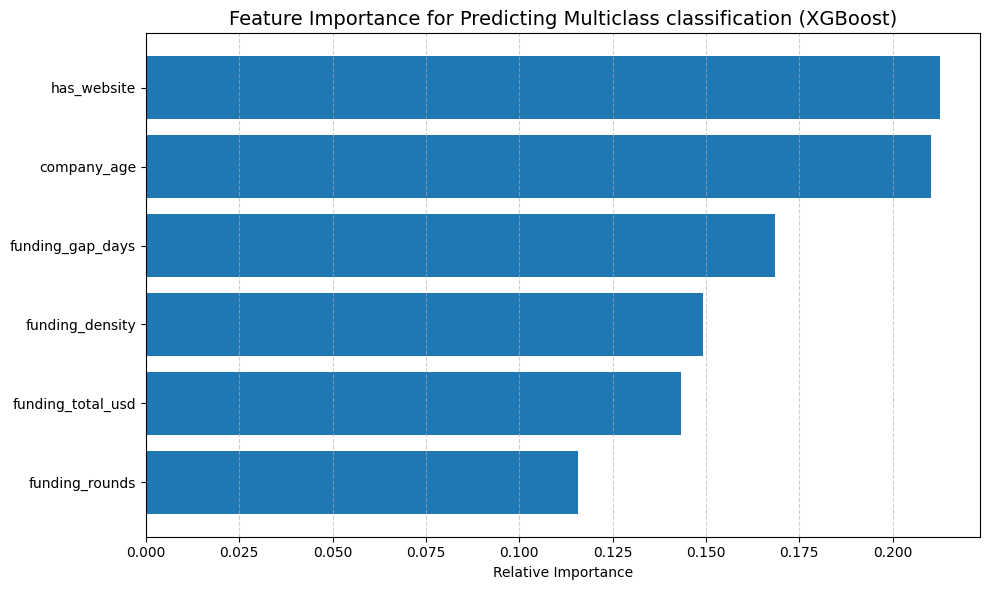 Feature Importance for Predicting Multiclass classification (XGBoost)
has_website
company_age
funding_gap_days
funding_density
funding_total_usd
funding_rounds
0.000 0.025 0.050 0.075 0.100 0.125 0.150 0.175 0.200
Relative Importance